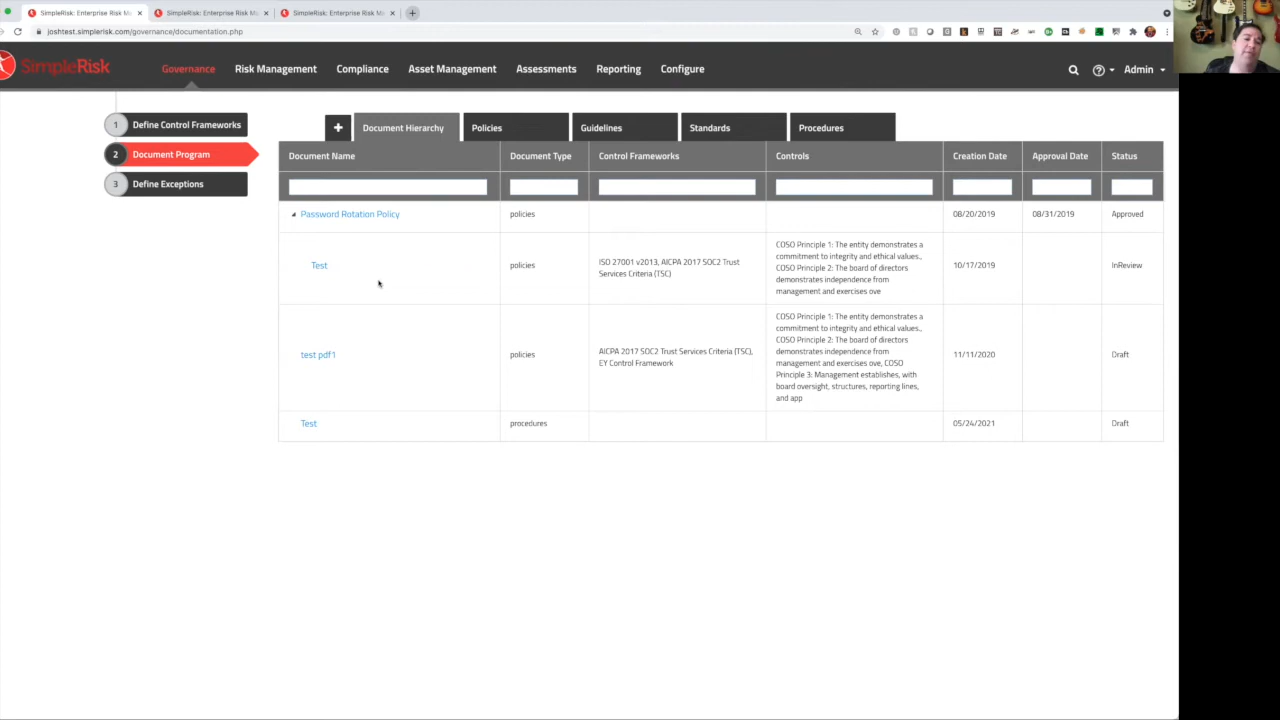 SimpleRisk: Enterprise Risk Ma
SimpleRisk: Enterprise Risk Ma
SimpleRisk: Enterprise Risk Ma
joshtest.simplerisk.com/governance/documentation.php
SimpleRisk
Governance
Risk Management
Compliance
Asset Management
Assessments
Reporting
Configure
Admin
1 Define Control Frameworks
2 Document Program
3 Define Exceptions
Document Hierarchy
Policies
Guidelines
Standards
Procedures
Document Name
Document Type
Control Frameworks
Controls
Creation Date
Approval Date
Status
Password Rotation Policy
policies
08/20/2019
08/31/2019
Approved
Test
policies
ISO 27001 v2013, AICPA 2017 SOC2 Trust
Services Criteria (TSC)
COSO Principle 1: The entity demonstrates a
commitment to integrity and ethical values.,
COSO Principle 2: The board of directors
demonstrates independence from
management and exercises ove
10/17/2019
InReview
test pdf1
policies
AICPA 2017 SOC2 Trust Services Criteria (TSC),
EY Control Framework
COSO Principle 1: The entity demonstrates a
commitment to integrity and ethical values.,
COSO Principle 2: The board of directors
demonstrates independence from
management and exercises ove, COSO
Principle 3: Management establishes, with
board oversight, structures, reporting lines,
and app
11/11/2020
Draft
Test
procedures
05/24/2021
Draft